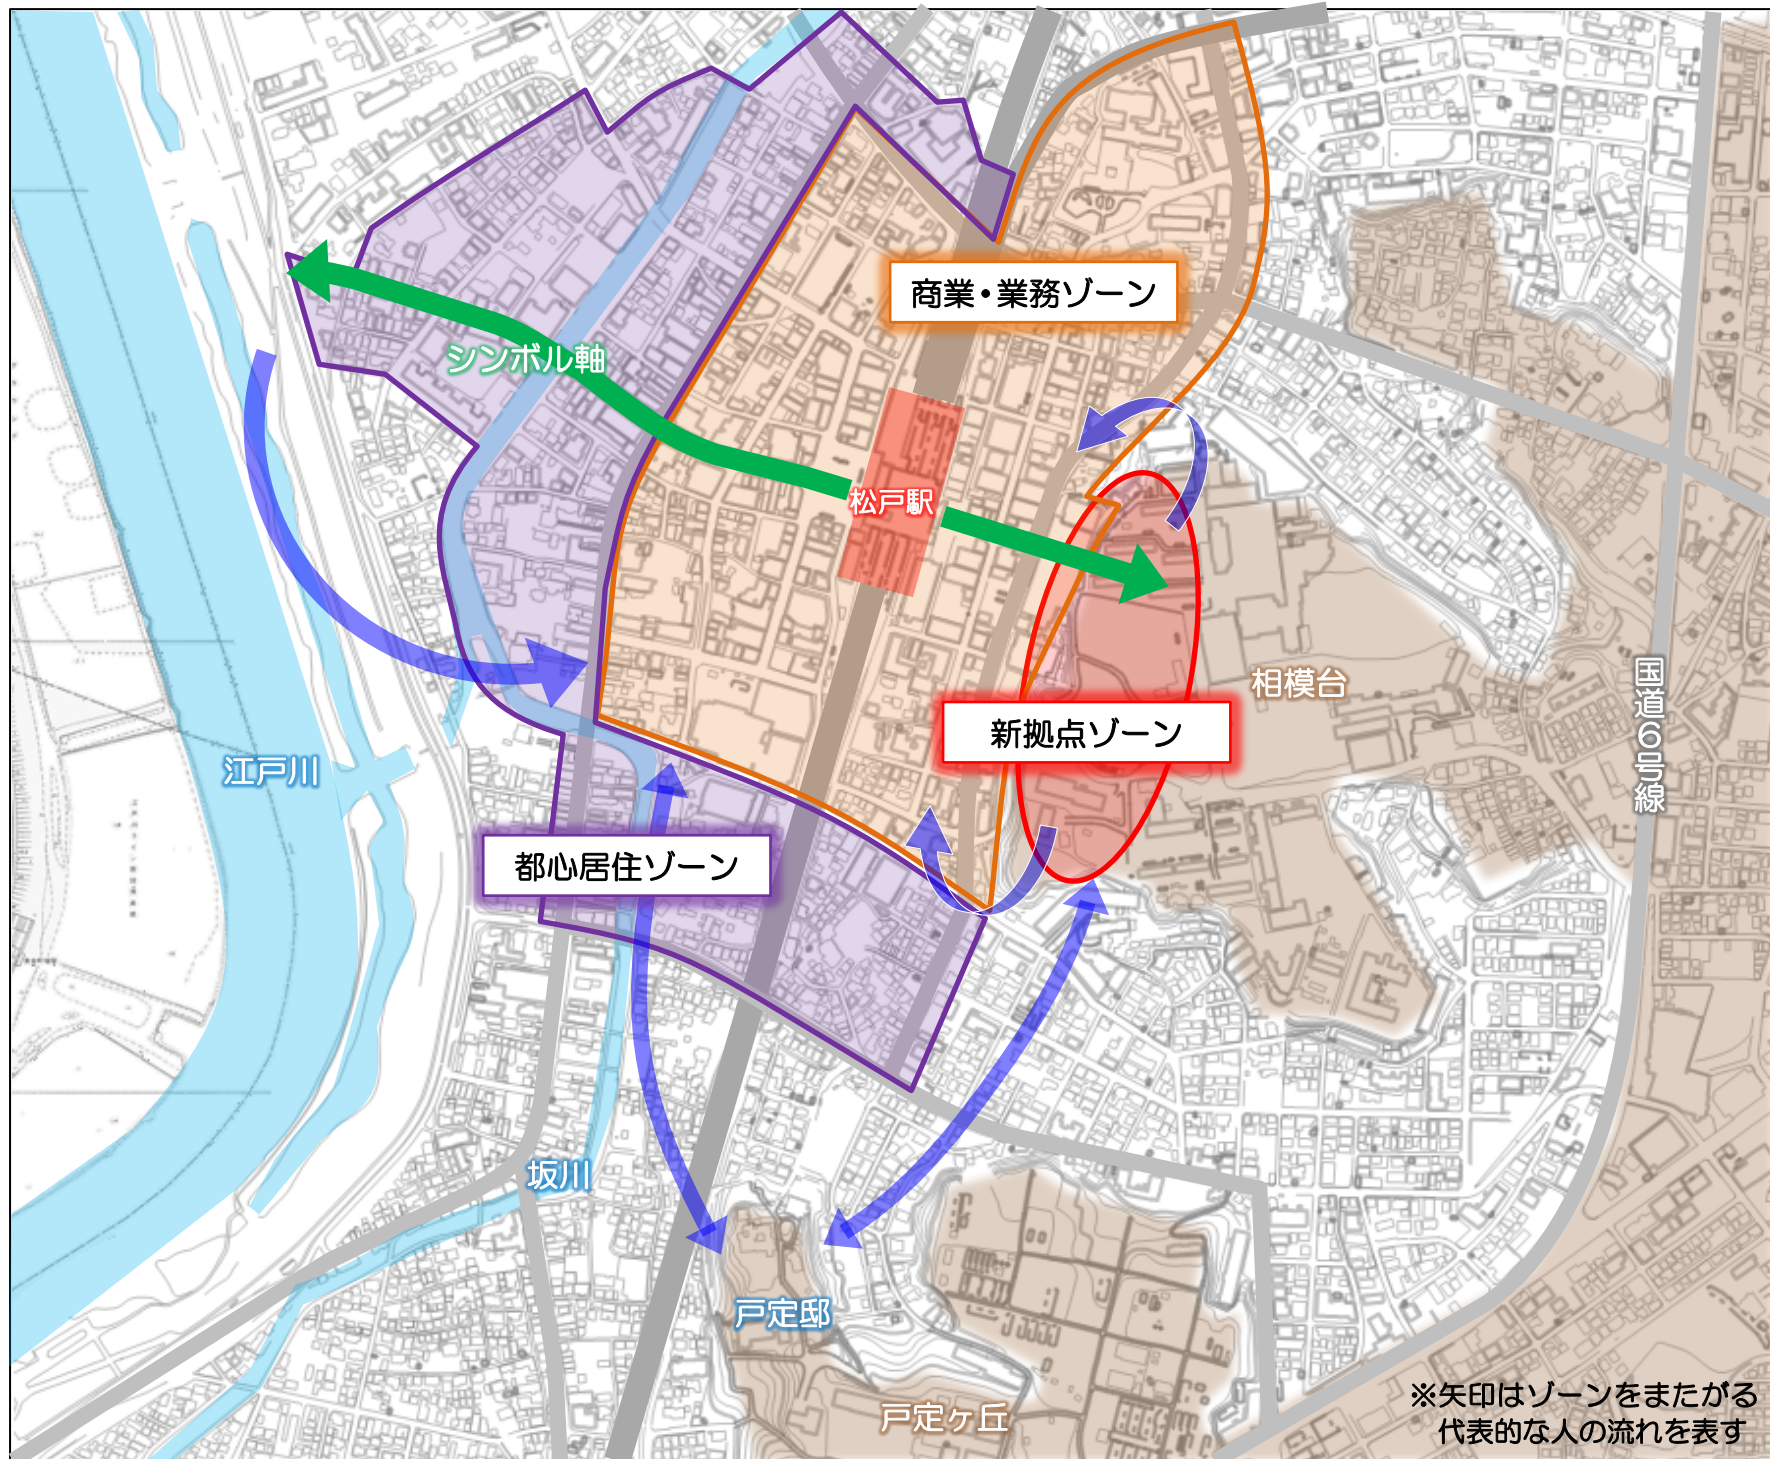 商業・業務ゾーン
シンボル軸
松戸駅
相模台
国道6号線
新拠点ゾーン
江戸川
都心居住ゾーン
坂川
戸定邸
戸定ヶ丘
※矢印はゾーンをまたがる
代表的な人の流れを表す